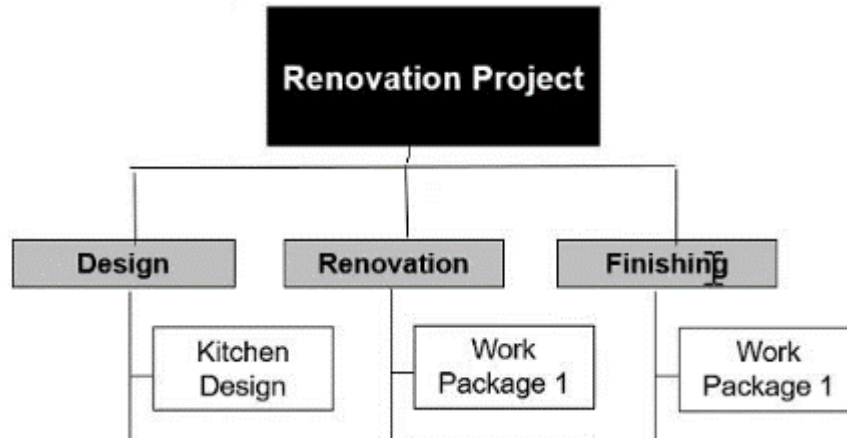 Renovation Project
Design
Renovation
Finishing
Kitchen
Design
Work
Package 1
Work
Package 1